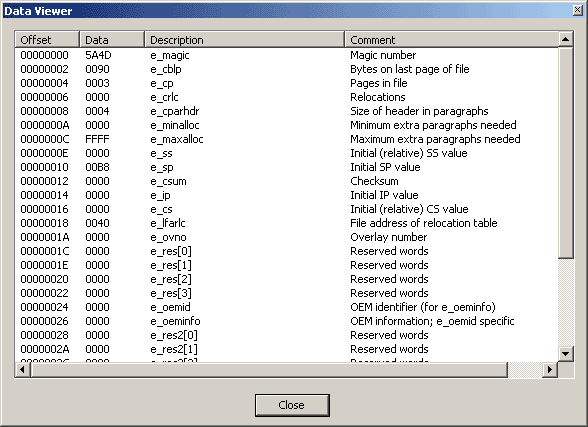 Data Viewer
Offset Data Description Comment
00000000 5A4D e_magic Magic number
00000002 0090 e_cblp Bytes on last page of file
00000004 0003 e_cp Pages in file
00000006 0000 e_crlc Relocations
00000008 0004 e_cparhdr Size of header in paragraphs
0000000A 0000 e_minalloc Minimum extra paragraphs needed
0000000C FFFF e_maxalloc Maximum extra paragraphs needed
0000000E 0000 e_ss Initial (relative) SS value
00000010 00B8 e_sp Initial SP value
00000012 0000 e_csum Checksum
00000014 0000 e_ip Initial IP value
00000016 0000 e_cs Initial (relative) CS value
00000018 0040 e_lfarlc File address of relocation table
0000001A 0000 e_ovno Overlay number
0000001C 0000 e_res[0] Reserved words
0000001E 0000 e_res[1] Reserved words
00000020 0000 e_res[2] Reserved words
00000022 0000 e_res[3] Reserved words
00000024 0000 e_oemid OEM identifier (for e_oeminfo)
00000026 0000 e_oeminfo OEM information; e_oemid specific
00000028 0000 e_res2[0] Reserved words
0000002A 0000 e_res2[1] Reserved words
Close